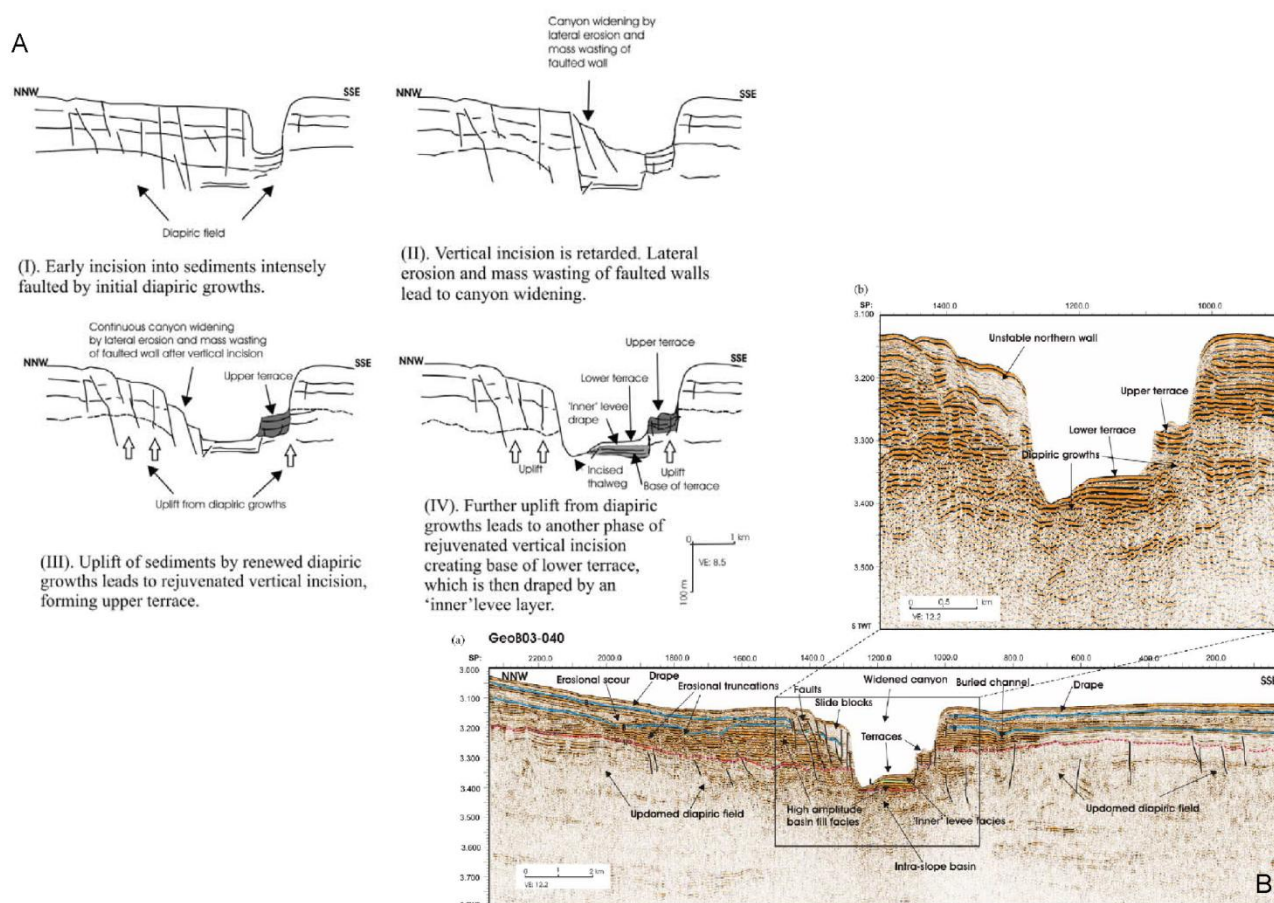 A
Canyon widening by
lateral erosion and
mass wasting of
faulted wall
NNW
SSE
NNW
SSE
Diapiric field
(I). Early incision into sediments intensely
faulted by initial diapiric growths.
(II). Vertical incision is retarded. Lateral
erosion and mass wasting of faulted walls
lead to canyon widening.
Continuous canyon widening
by lateral erosion and mass wasting
of faulted wall after vertical incision
NNW
Upper terrace
SSE
Uplift from diapiric growths
(III). Uplift of sediments by renewed diapiric
growths leads to rejuvenated vertical incision,
forming upper terrace.
Upper terrace
NNW
SSE
Lower terrace
'Inner' levee
drape
Uplift
Incised
thalweg
Uplift
Base of terrace
(IV). Further uplift from diapiric
growths leads to another phase of
rejuvenated vertical incision
creating base of lower terrace,
which is then draped by an
'inner'levee layer.
0 1 km
VE: 8.5
100 m
(b)
SP: 1400.0 1200.0 1000.0
3.100
3.200
3.300
3.400
3.500
S TWT
Unstable northern wall
Upper terrace
Lower terrace
Diapiric growths
0 0.5 1 km
VE: 12.2
(a) GeoB03-040
SP: 2200.0 2000.0 1800.0 1600.0 1400.0 1200.0 1000.0 800.0 600.0 400.0 200.0
3.000
3.100
3.200
3.300
3.400
3.500
3.600
3.700
NNW
SSE
Erosional scour
Drape
Erosional truncations
Faults
Slide blocks
Widened canyon
Buried channel
Drape
Terraces
Updomed diapiric field
High amplitude
basin fill facies
'Inner' levee facies
Updomed diapiric field
Intra-slope basin
0 1 2 km
VE: 12.2
B